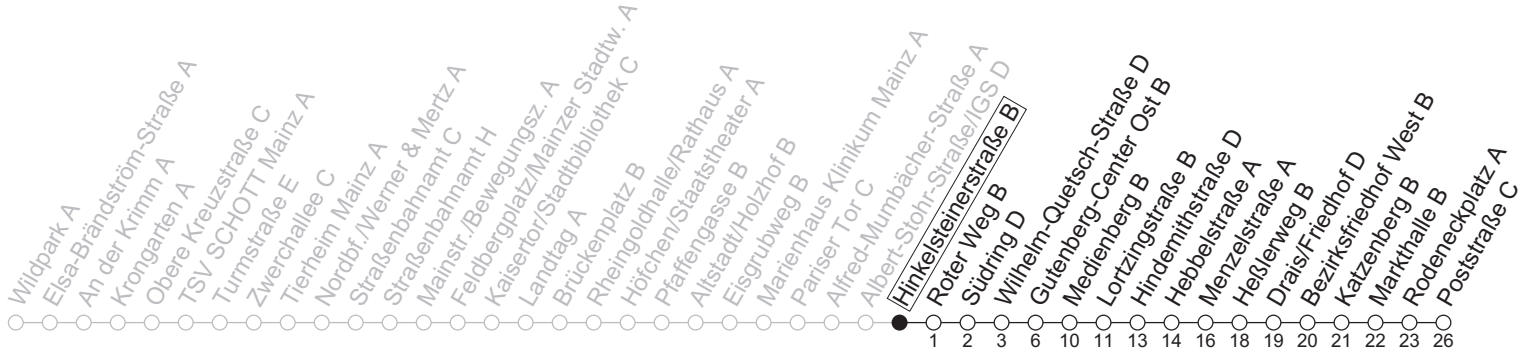 Wildpark A
Elsa-Brändström-Straße A
An der Krimm A
Krongarten A
Obere Kreuzstraße C
TSV SCHOTT Mainz A
Turmstraße E
Zwerchallee C
Tierheim Mainz A
Nordbf./Werner & Mertz A
Straßenbahnamt C
Straßenbahnamt H
Mainstr./Bewegungsz. A
Feldbergplatz/Mainzer Stadtw. A
Kaisertor/Stadtbibliothek C
Landtag A
Brückenplatz B
Rheingoldhalle/Rathaus A
Höfchen/Staatstheater A
Pfaffengasse B
Altstadt/Holzhof B
Eisgrubweg B
Marienhaus Klinikum Mainz A
Pariser Tor C
Alfred-Mumbächer-Straße A
Albert-Stohr-Straße/IGS D
Hinkelsteinerstraße B
Roter Weg B
Südring D
Wilhelm-Quetsch-Straße D
Gutenberg-Center Ost B
Medienberg B
Lortzingstraße B
Hindemithstraße D
Hebbelstraße A
Menzelstraße A
Heßlerweg B
Drais/Friedhof D
Bezirksfriedhof West B
Katzenberg B
Markthalle B
Rodeneckplatz A
Poststraße C
1 2 3 6 10 11 13 14 16 18 19 20 21 22 23 26